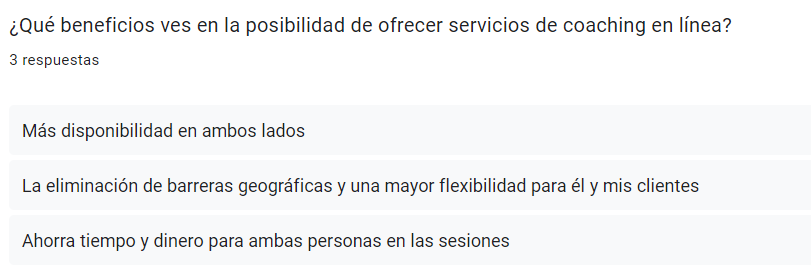 ¿Qué beneficios ves en la posibilidad de ofrecer servicios de coaching en línea?
3 respuestas
Más disponibilidad en ambos lados
La eliminación de barreras geográficas y una mayor flexibilidad para él y mis clientes
Ahorra tiempo y dinero para ambas personas en las sesiones